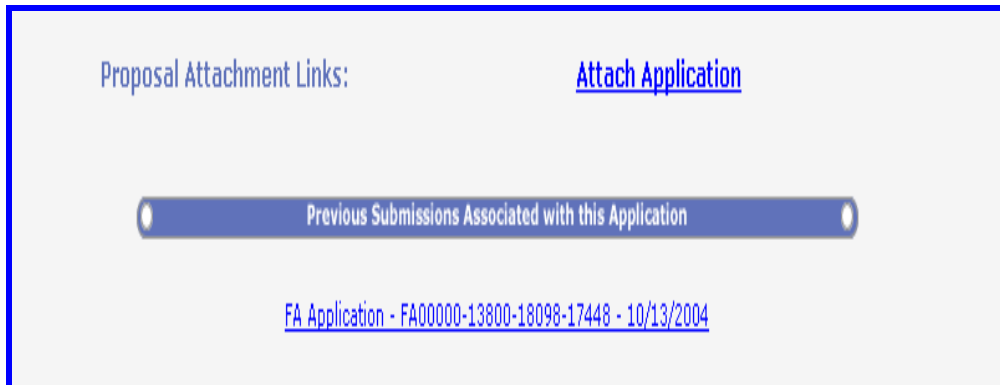 Proposal Attachment Links: Attach Application
Previous Submissions Associated with this Application
FA Application - FA00000-13800-18098-17448 - 10/13/2004